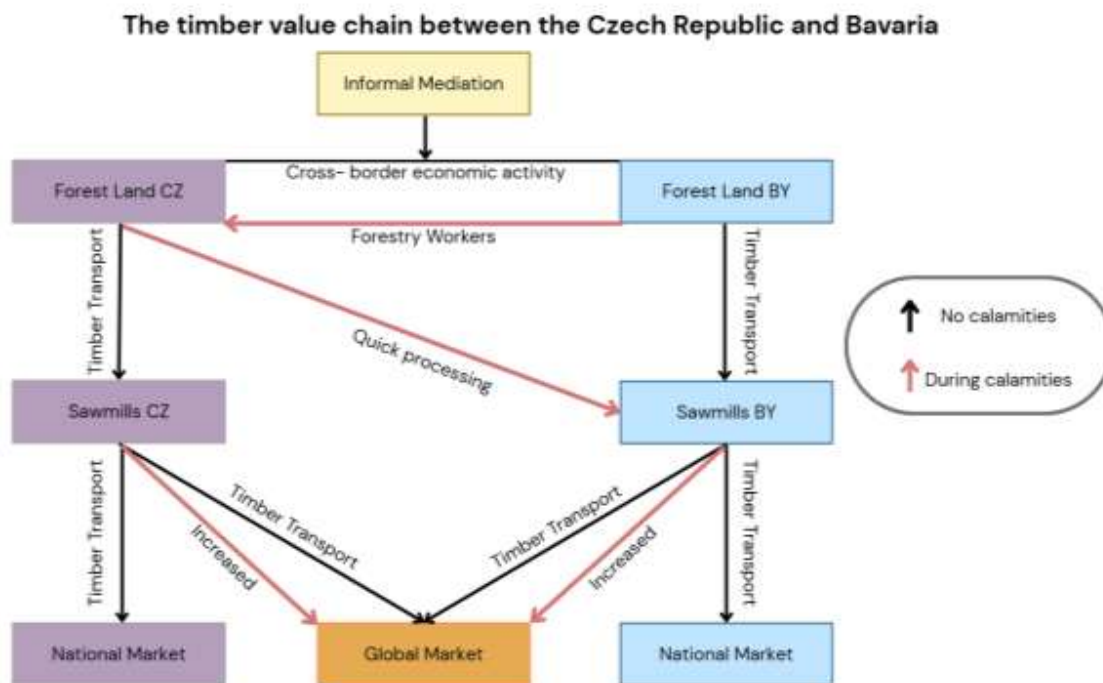 The timber value chain between the Czech Republic and Bavaria
Informal Mediation
Forest Land CZ
Cross- border economic activity
Forest Land BY
Forestry Workers
Timber Transport
Timber Transport
Quick processing
No calamities
During calamities
Sawmills CZ
Sawmills BY
Timber Transport
Timber Transport
Increased
Timber Transport
Increased
Timber Transport
National Market
Global Market
National Market